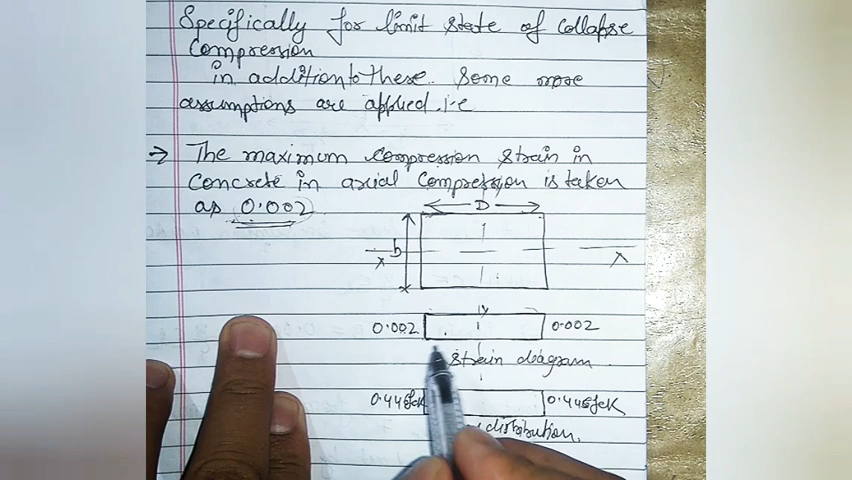 Specifically for limit state of collapse
Compression
in addition to these. Some more
assumptions are applied. i.e
→ The maximum compression strain in
Concrete in axial Compression is taken
as 0.002
D
y
b
x
x
y
0.002
0.002
strain diagram
0.446fck
0.446fck
distribution.